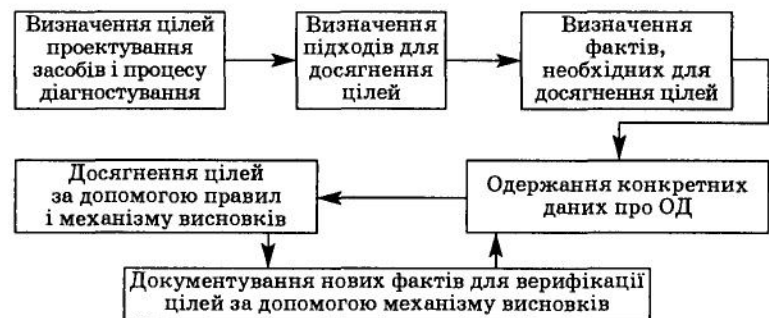 Визначення цілей
проектування
засобів і процесу
діагностування
Визначення
підходів для
досягнення
цілей
Визначення
фактів,
необхідних для
досягнення цілей
Досягнення цілей
за допомогою правил
і механізму висновків
Одержання конкретних
даних про ОД
Документування нових фактів для верифікації
цілей за допомогою механізму висновків